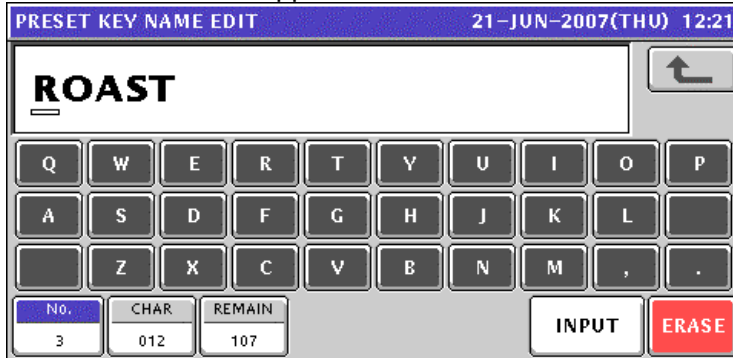 PRESET KEY NAME EDIT 21-JUN-2007(THU) 12:21
ROAST
Q W E R T Y U I O P
A S D F G H J K L
Z X C V B N M , .
No. CHAR REMAIN
3 012 107
INPUT ERASE